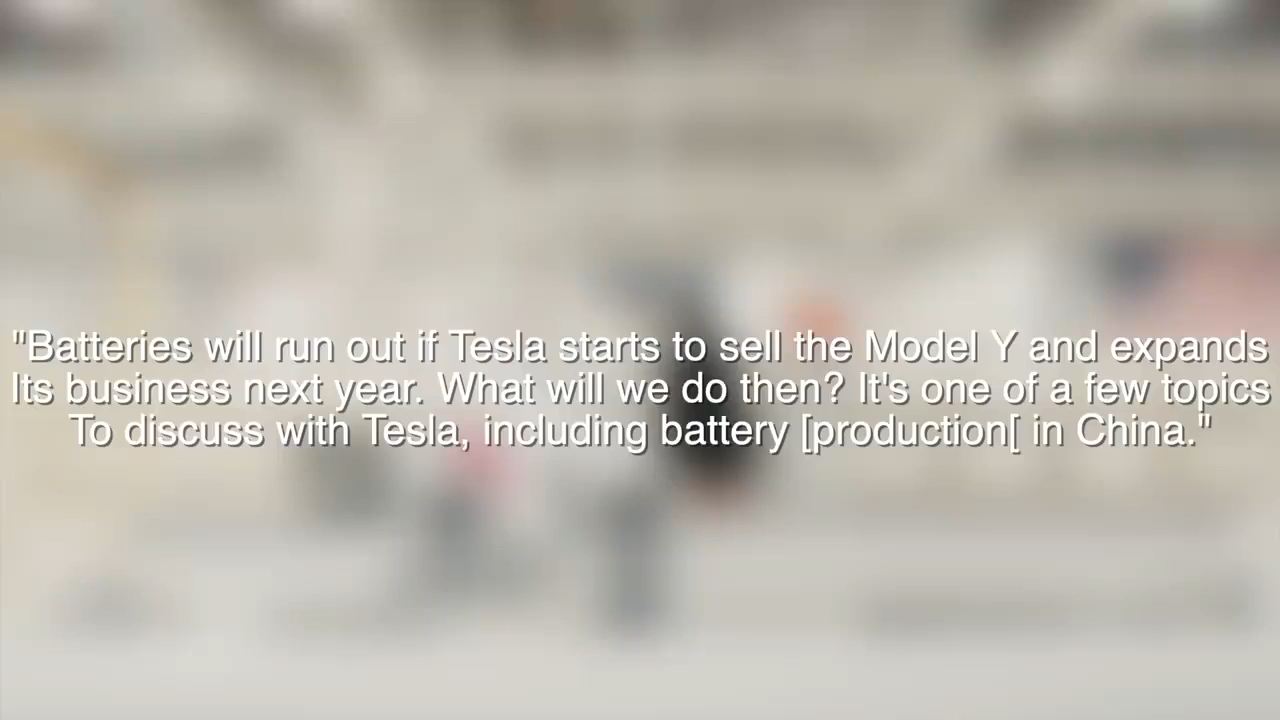 "Batteries will run out if Tesla starts to sell the Model Y and expands
Its business next year. What will we do then? It's one of a few topics
To discuss with Tesla, including battery [production[ in China."